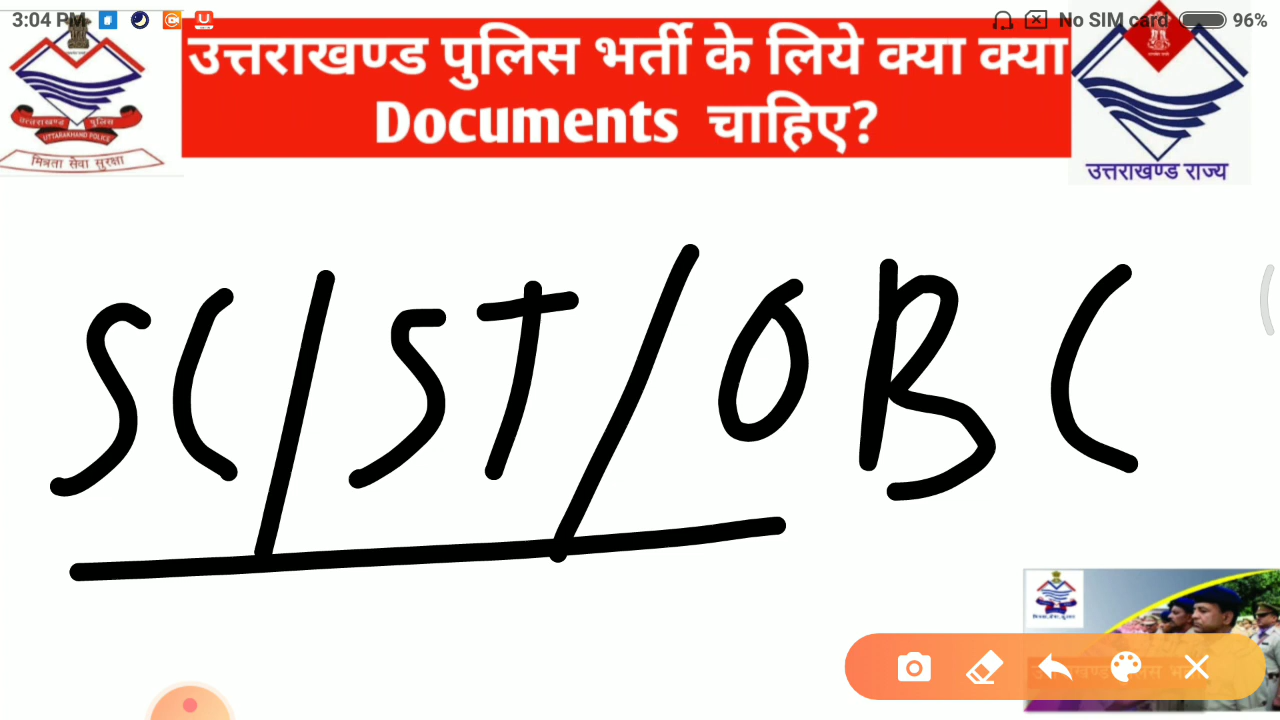 3:04 PM No SIM card 96%
उत्तराखण्ड पुलिस भर्ती के लिये क्या क्या
Documents चाहिए?
उत्तराखण्ड पुलिस
UTTARAKHAND POLICE
मित्रता सेवा सुरक्षा
उत्तराखण्ड राज्य
SC/ST/OBC